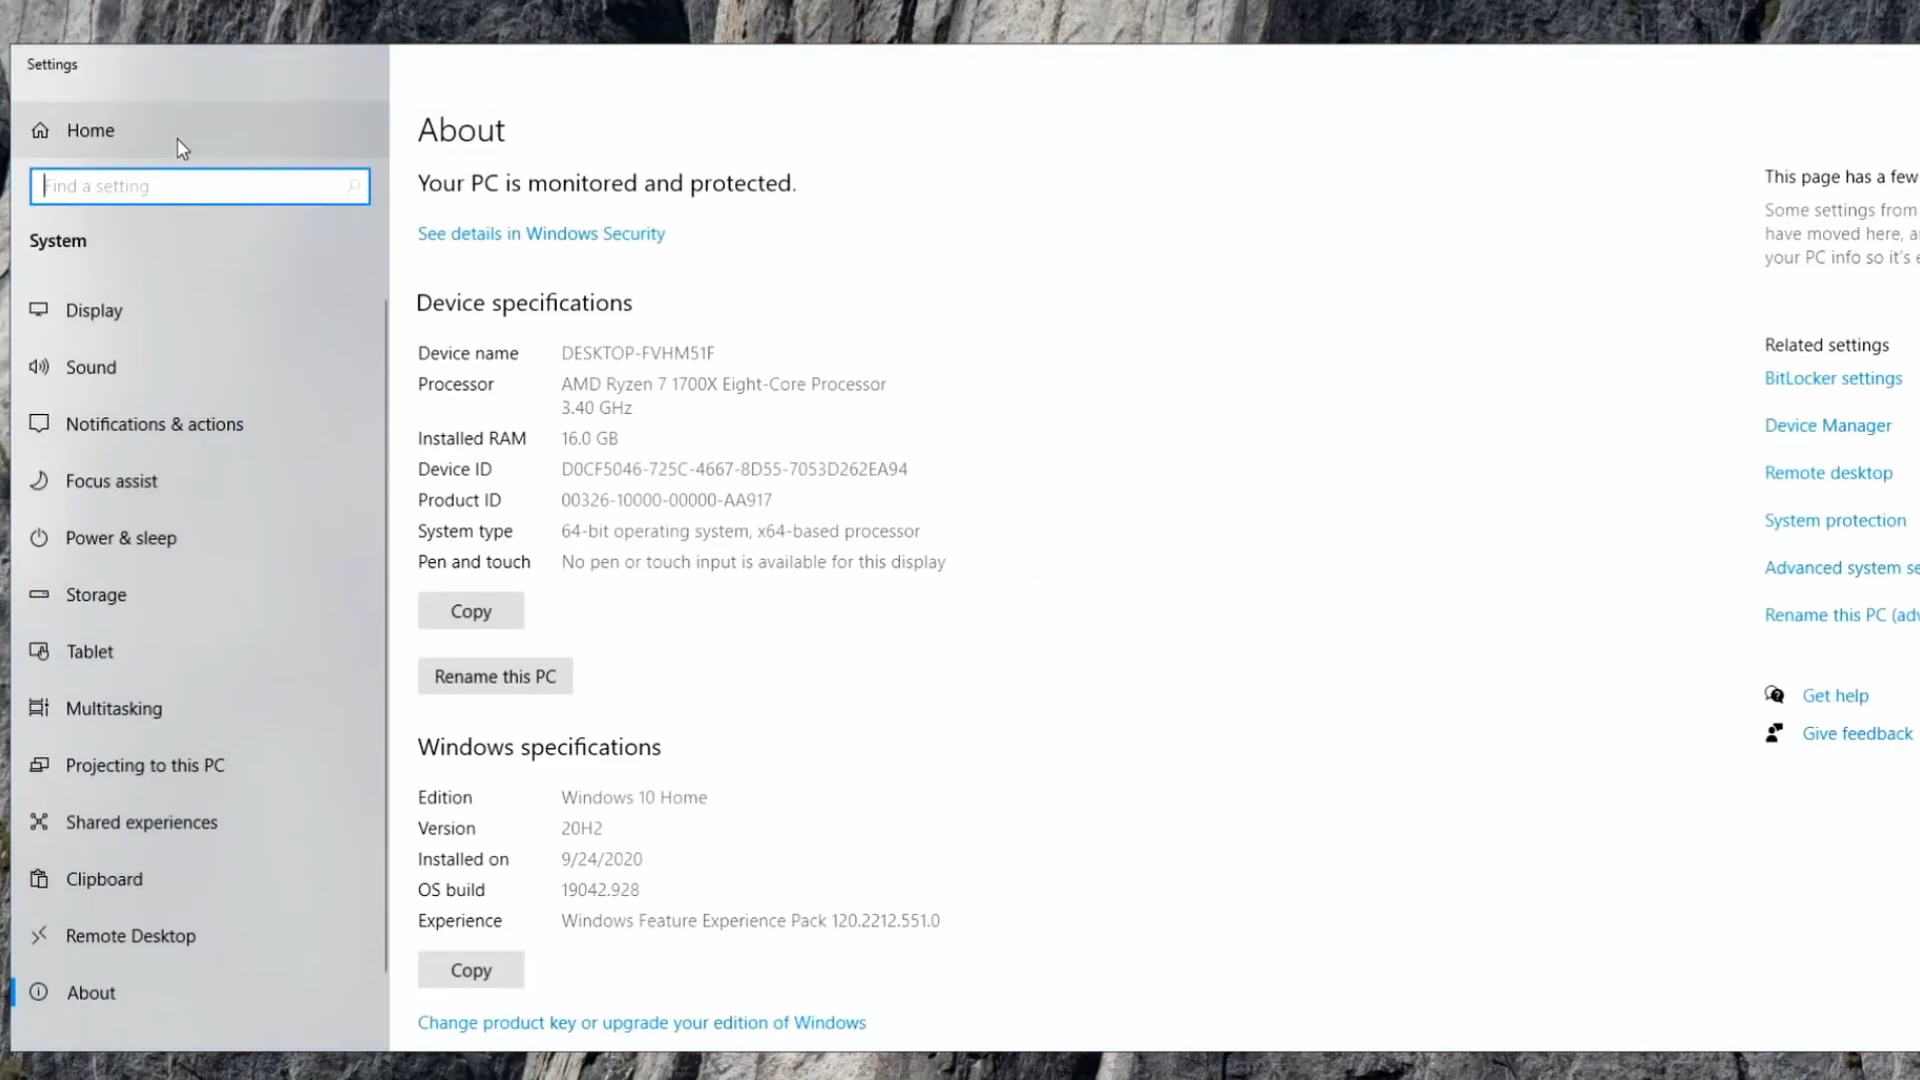 Settings
Home
Find a setting
System
Display
Sound
Notifications & actions
Focus assist
Power & sleep
Storage
Tablet
Multitasking
Projecting to this PC
Shared experiences
Clipboard
Remote Desktop
About
About
Your PC is monitored and protected.
See details in Windows Security
Device specifications
Device name DESKTOP-FVHM51F
Processor AMD Ryzen 7 1700X Eight-Core Processor
3.40 GHz
Installed RAM 16.0 GB
Device ID D0CF5046-725C-4667-8D55-7053D262EA94
Product ID 00326-10000-00000-AA917
System type 64-bit operating system, x64-based processor
Pen and touch No pen or touch input is available for this display
Copy
Rename this PC
Windows specifications
Edition Windows 10 Home
Version 20H2
Installed on 9/24/2020
OS build 19042.928
Experience Windows Feature Experience Pack 120.2212.551.0
Copy
Change product key or upgrade your edition of Windows
This page has a few
Some settings from
have moved here, a
your PC info so it's e
Related settings
BitLocker settings
Device Manager
Remote desktop
System protection
Advanced system se
Rename this PC (adv
Get help
Give feedback